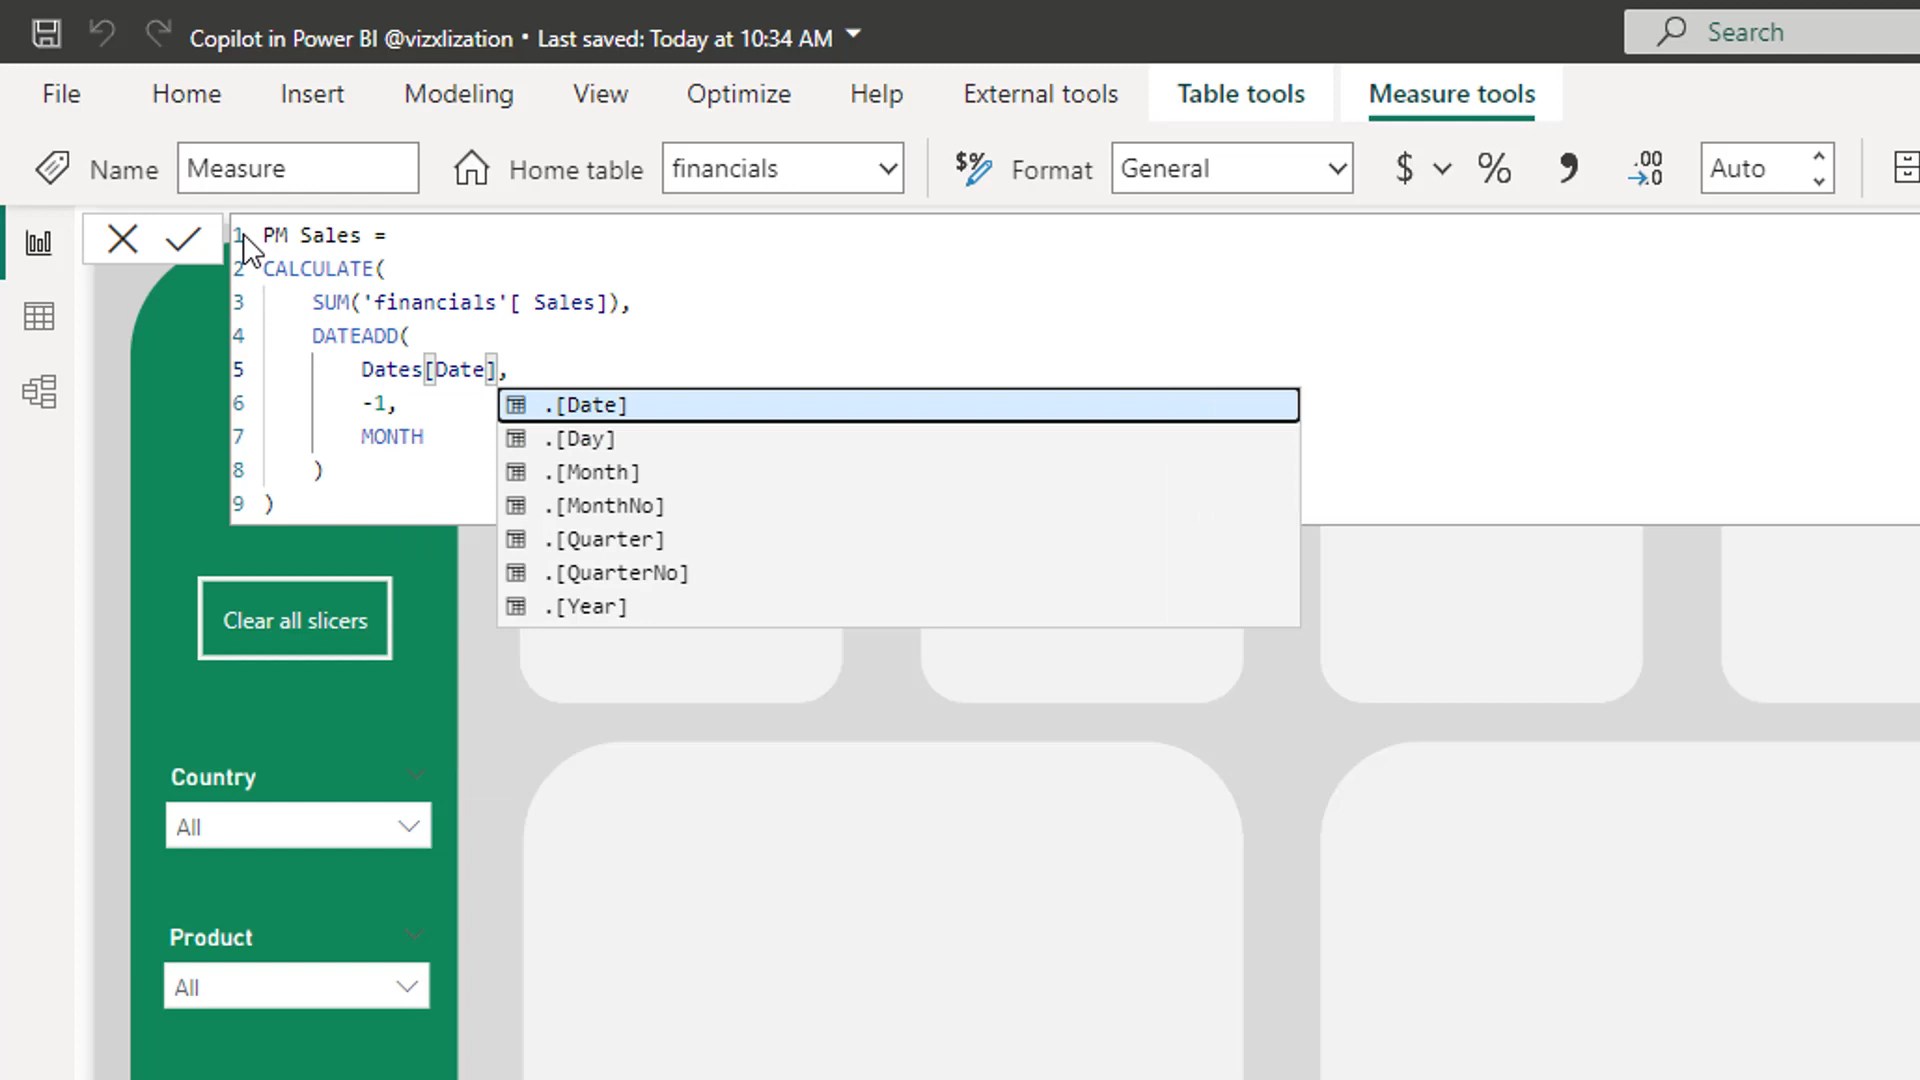 Copilot in Power BI @vizxlization • Last saved: Today at 10:34 AM
Search
File Home Insert Modeling View Optimize Help External tools Table tools Measure tools
Name Measure Home table financials Format General $ % .00 .0 Auto
1 PM Sales =
2 CALCULATE(
3 SUM('financials'[ Sales]),
4 DATEADD(
5 Dates[Date],
6 -1,
7 MONTH
8 )
9 )
.[Date]
.[Day]
.[Month]
.[MonthNo]
.[Quarter]
.[QuarterNo]
.[Year]
Clear all slicers
Country
All
Product
All